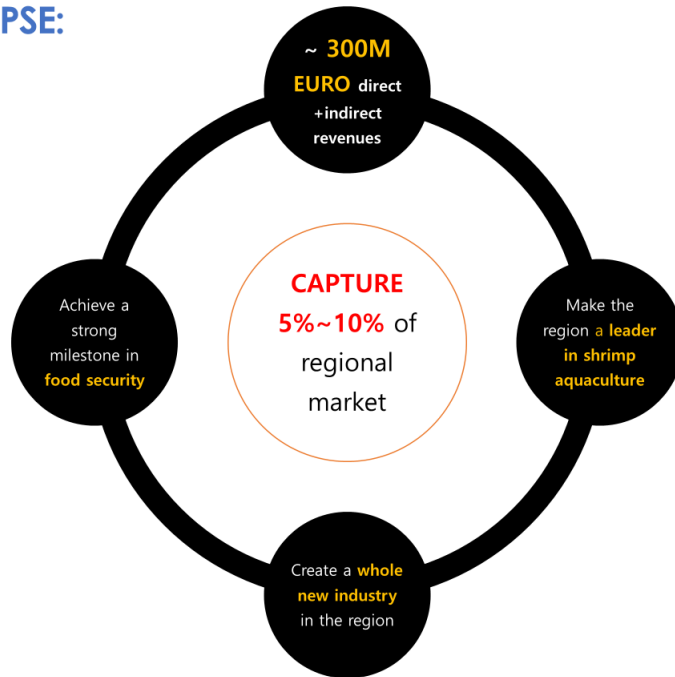 PSE:
~ 300M
EURO direct
+indirect
revenues
Achieve a
strong
milestone in
food security
CAPTURE
5%~10% of
regional
market
Make the
region a leader
in shrimp
aquaculture
Create a whole
new industry
in the region